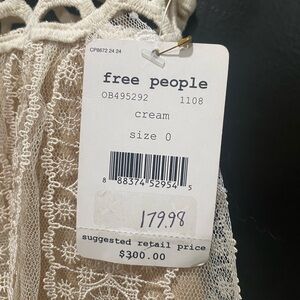 CP8672 24 24
free people
OB495292 1108
cream
size 0
8 88374 52954 5
179.98
suggested retail price
$300.00